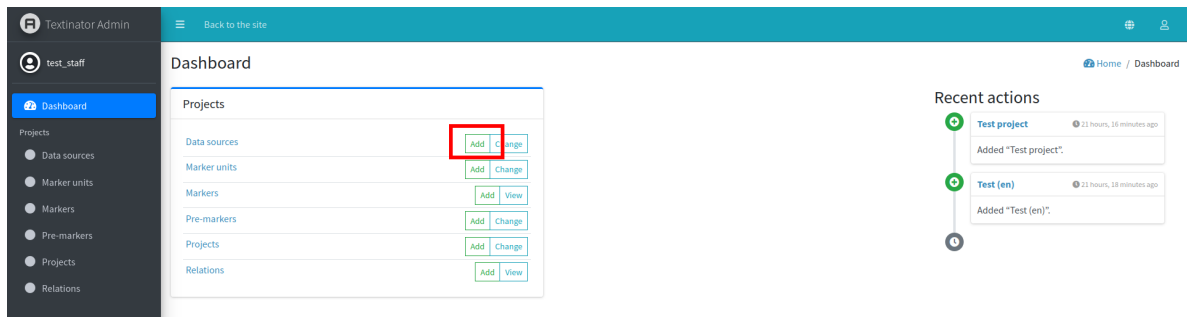 Textinator Admin
Back to the site
test_staff
Dashboard
Projects
Data sources
Marker units
Markers
Pre-markers
Projects
Relations
Dashboard
Home / Dashboard
Projects
Data sources Add Change
Marker units Add Change
Markers Add View
Pre-markers Add Change
Projects Add Change
Relations Add View
Recent actions
Test project 21 hours, 16 minutes ago
Added “Test project”.
Test (en) 21 hours, 18 minutes ago
Added “Test (en)”.